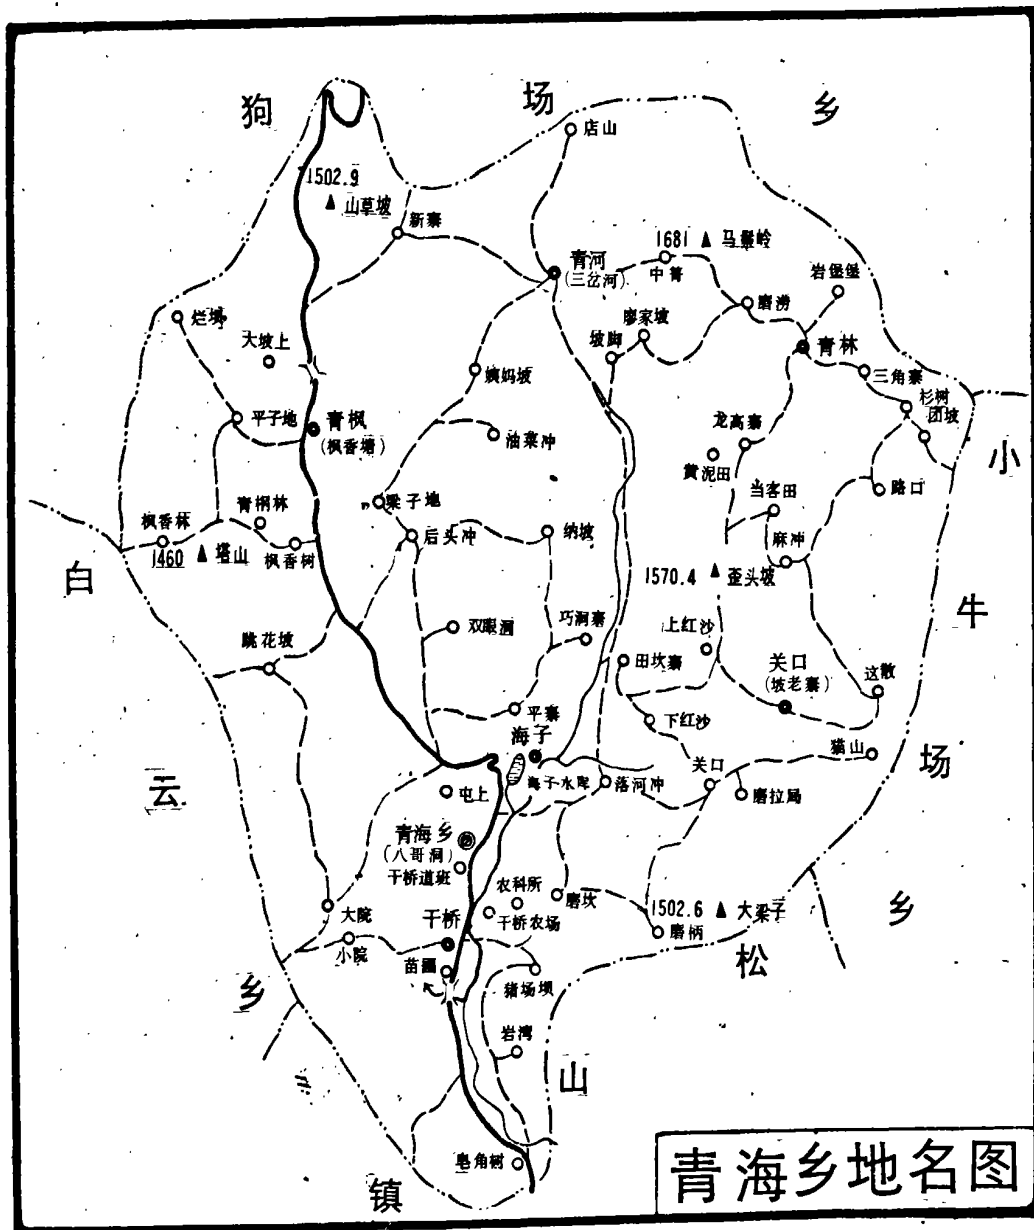 狗场乡
店山
1502.9 ▲ 山草坡
新寨
1681 ▲ 马鬃岭
青河
(三岔河)
中箐
岩堡堡
烂坝
大坡上
廖家坡
磨涝
坡脚
青林
姨妈坡
三角寨
杉树
团坡
平子地
青枫
(枫香塘)
油菜冲
龙高寨
黄泥田
小牛场乡
梁子地
当客田
路口
青枫林
枫香林
1460 ▲ 塔山
枫香树
后头冲
纳坡
麻冲
1570.4 ▲ 歪头坡
白云乡
双眼洞
巧洞寨
上红沙
跳花坡
田坎寨
关口
(坡老寨)
这散
平寨
下红沙
海子
猫山
海子水库
落河冲
关口
磨拉局
屯上
青海乡
(八哥洞)
干桥道班
农科所
磨坎
大院
干桥
干桥农场
1502.6 ▲ 大梁子
磨柄
小院
苗圃
猪场坝
松山镇
岩湾
皂角树
青海乡地名图